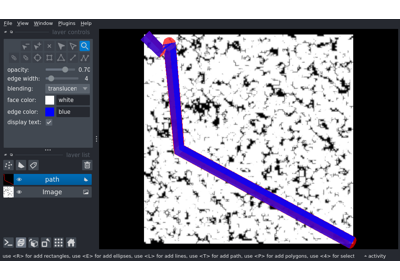 File View Window Plugins Help
layer controls
opacity: 0.70
edge width: 4
blending: translucen
face color: white
edge color: blue
display text:
layer list
path
Image
use <R> for add rectangles, use <E> for add ellipses, use <L> for add lines, use <T> for add path, use <P> for add polygons, use <4> for select
activity